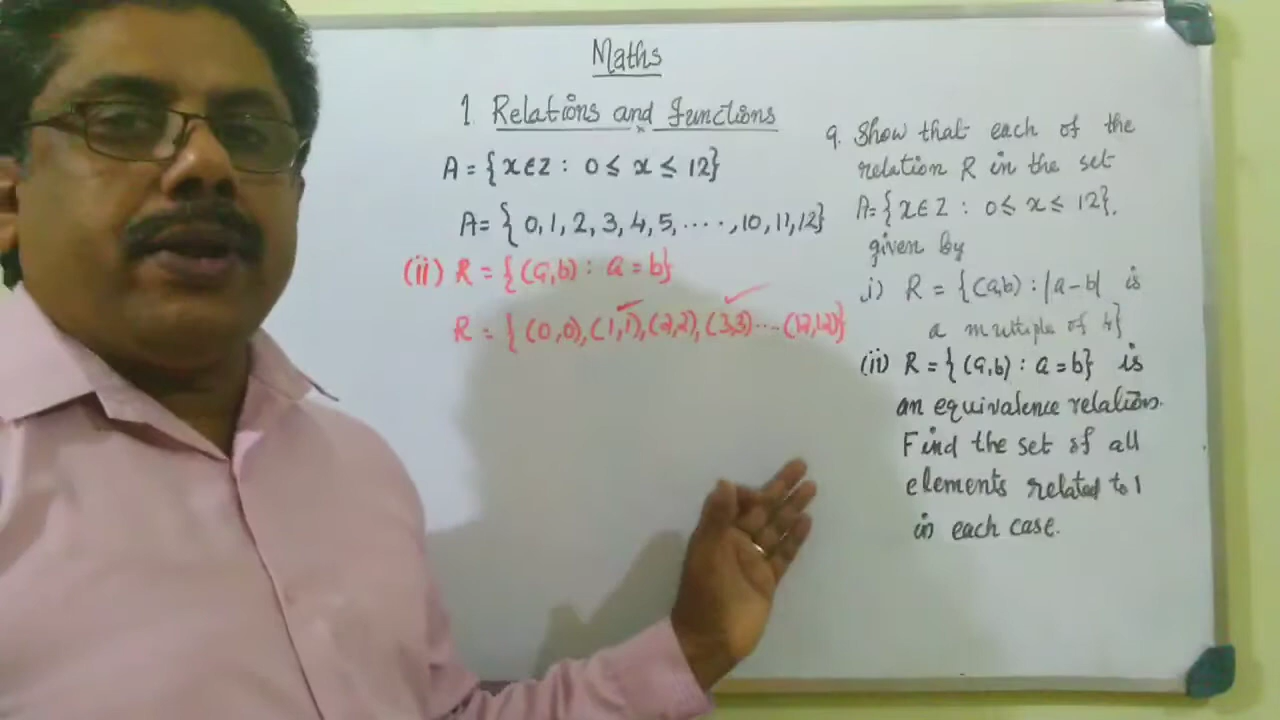 Maths
1 Relations and functions
A = { x ∈ Z : 0 ≤ x ≤ 12}
A = { 0, 1, 2, 3, 4, 5, ....., 10, 11, 12}
(ii) R = {(a,b) : a = b}
R = { (0,0), (1,1), (2,2), (3,3) .... (12,12)}
9. Show that each of the
relation R in the set
A = { x ∈ Z : 0 ≤ x ≤ 12},
given by
i) R = {(a,b) : |a-b| is
a multiple of 4}
(ii) R = { (a,b) : a = b} is
an equivalence relation.
Find the set of all
elements related to 1
in each case.